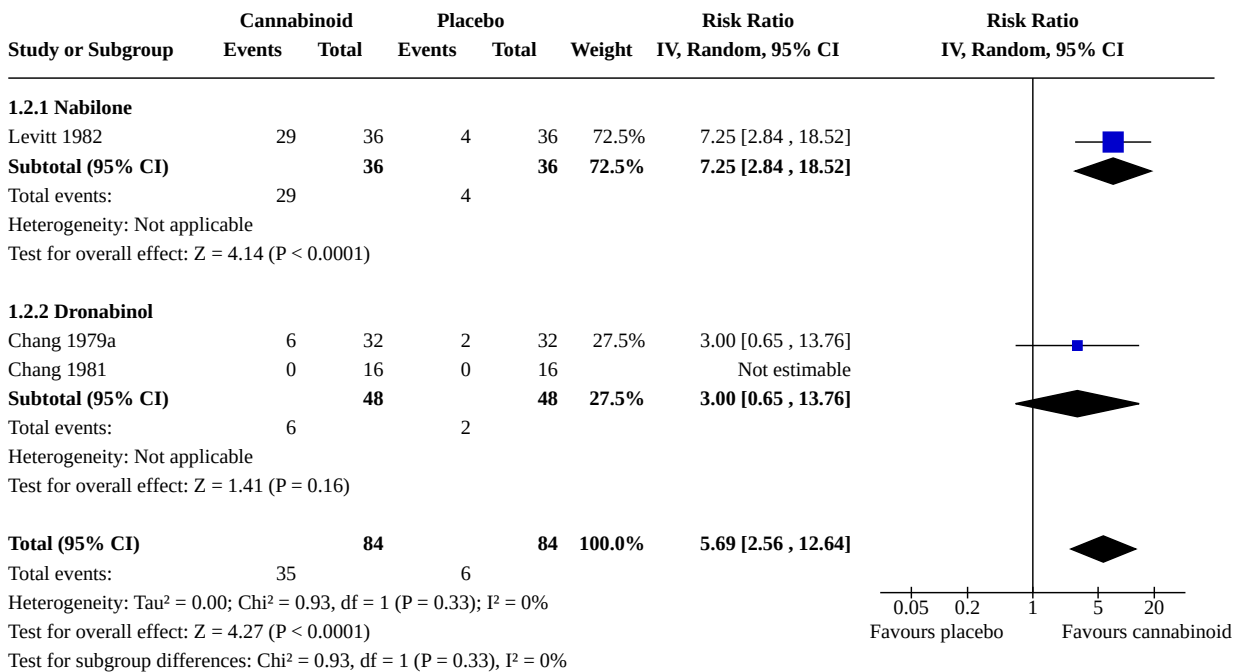 Cannabinoid Placebo Risk Ratio Risk Ratio
Study or Subgroup Events Total Events Total Weight IV, Random, 95% CI IV, Random, 95% CI
1.2.1 Nabilone
Levitt 1982 29 36 4 36 72.5% 7.25 [2.84 , 18.52]
Subtotal (95% CI) 36 36 72.5% 7.25 [2.84 , 18.52]
Total events: 29 4
Heterogeneity: Not applicable
Test for overall effect: Z = 4.14 (P < 0.0001)
1.2.2 Dronabinol
Chang 1979a 6 32 2 32 27.5% 3.00 [0.65 , 13.76]
Chang 1981 0 16 0 16 Not estimable
Subtotal (95% CI) 48 48 27.5% 3.00 [0.65 , 13.76]
Total events: 6 2
Heterogeneity: Not applicable
Test for overall effect: Z = 1.41 (P = 0.16)
Total (95% CI) 84 84 100.0% 5.69 [2.56 , 12.64]
Total events: 35 6
Heterogeneity: Tau² = 0.00; Chi² = 0.93, df = 1 (P = 0.33); I² = 0%
0.05 0.2 1 5 20
Test for overall effect: Z = 4.27 (P < 0.0001)
Favours placebo Favours cannabinoid
Test for subgroup differences: Chi² = 0.93, df = 1 (P = 0.33), I² = 0%